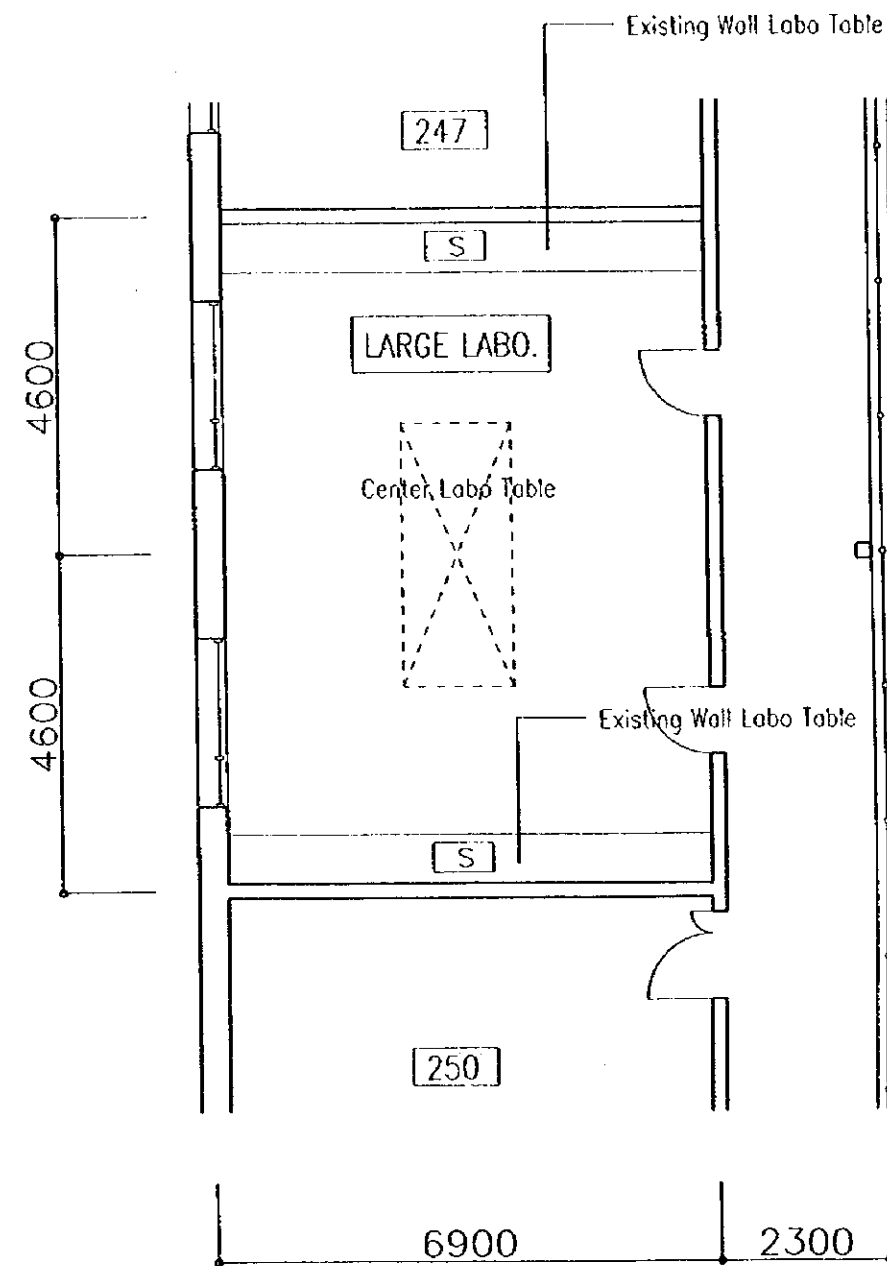 Existing Wall Labo Table
247
S
LARGE LABO.
4600
Center Labo Table
4600
Existing Wall Labo Table
S
250
6900
2300